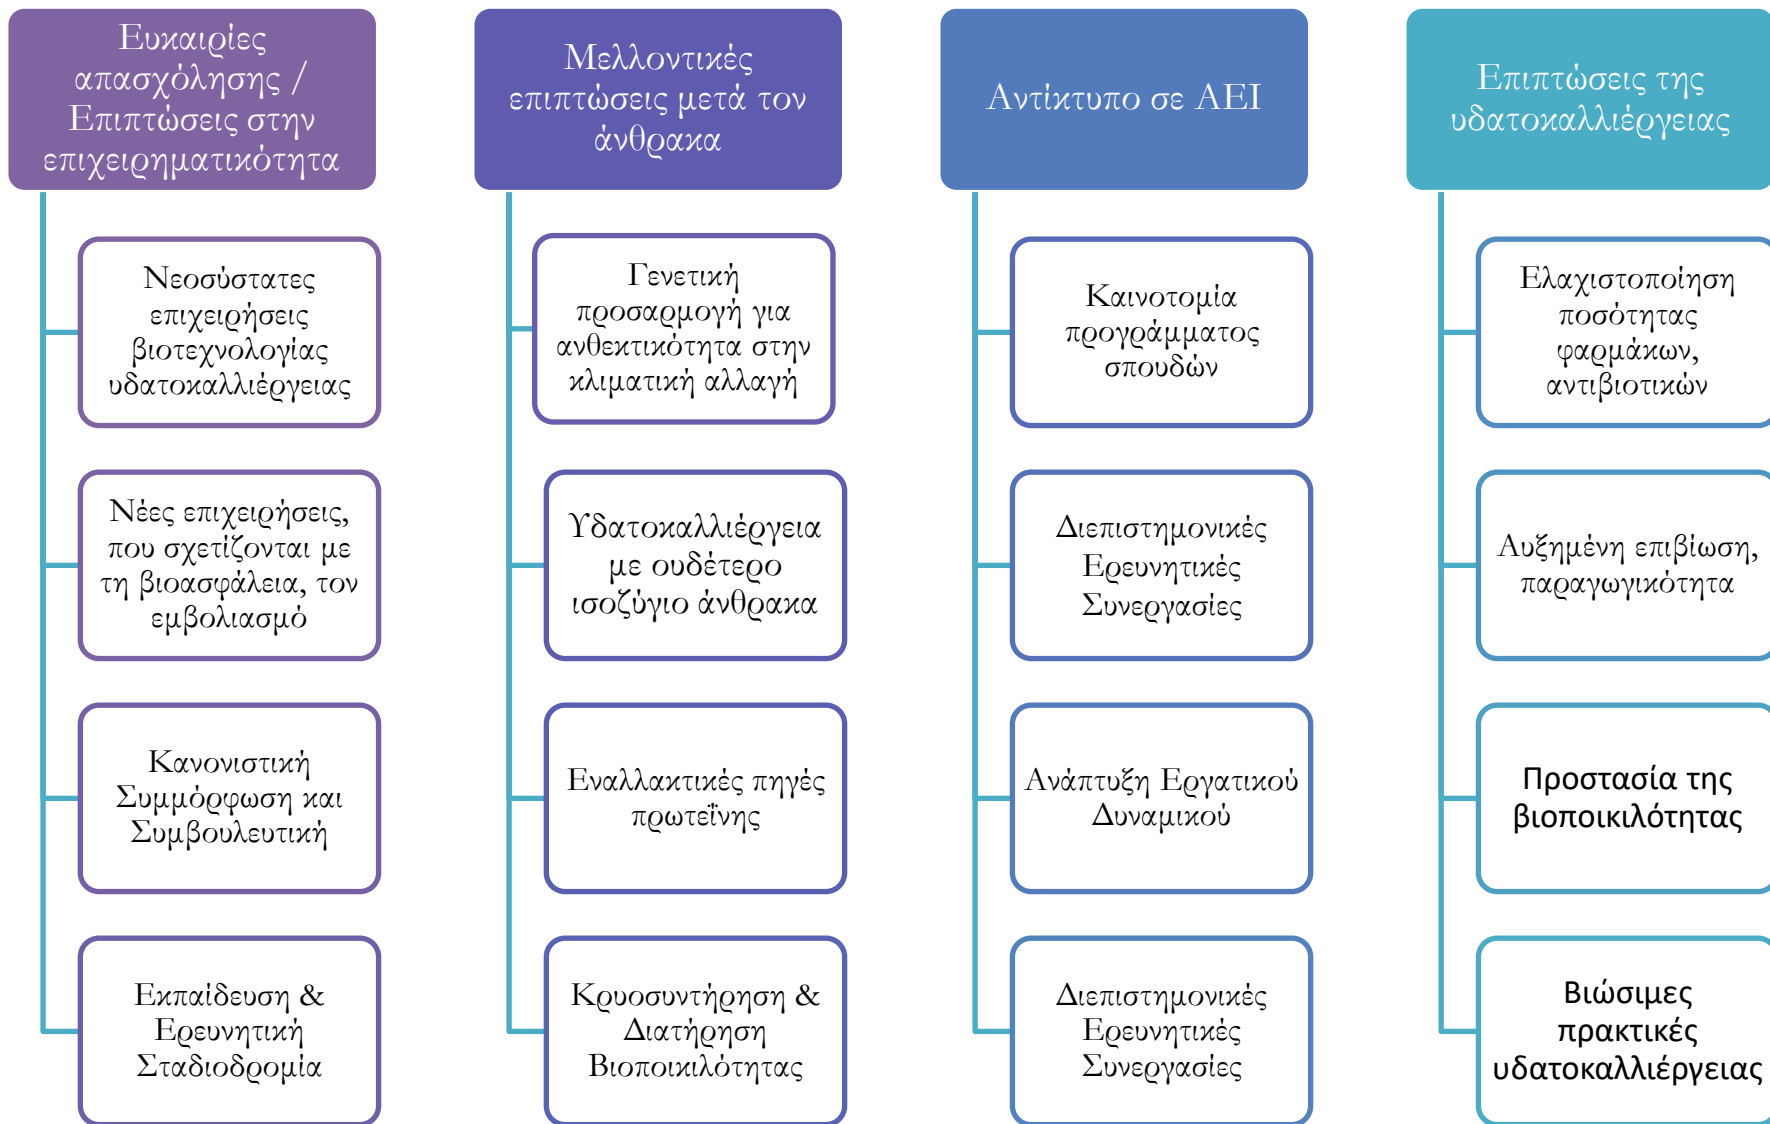 Ευκαιρίες
απασχόλησης /
Επιπτώσεις στην
επιχειρηματικότητα
Νεοσύστατες
επιχειρήσεις
βιοτεχνολογίας
υδατοκαλλιέργειας
Νέες επιχειρήσεις,
που σχετίζονται με
τη βιοασφάλεια, τον
εμβολιασμό
Κανονιστική
Συμμόρφωση και
Συμβουλευτική
Εκπαίδευση &
Ερευνητική
Σταδιοδρομία
Μελλοντικές
επιπτώσεις μετά τον
άνθρακα
Γενετική
προσαρμογή για
ανθεκτικότητα στην
κλιματική αλλαγή
Υδατοκαλλιέργεια
με ουδέτερο
ισοζύγιο άνθρακα
Εναλλακτικές πηγές
πρωτεΐνης
Κρυοσυντήρηση &
Διατήρηση
Βιοποικιλότητας
Αντίκτυπο σε ΑΕΙ
Καινοτομία
προγράμματος
σπουδών
Διεπιστημονικές
Ερευνητικές
Συνεργασίες
Ανάπτυξη Εργατικού
Δυναμικού
Διεπιστημονικές
Ερευνητικές
Συνεργασίες
Επιπτώσεις της
υδατοκαλλιέργειας
Ελαχιστοποίηση
ποσότητας
φαρμάκων,
αντιβιοτικών
Αυξημένη επιβίωση,
παραγωγικότητα
Προστασία της
βιοποικιλότητας
Βιώσιμες
πρακτικές
υδατοκαλλιέργειας